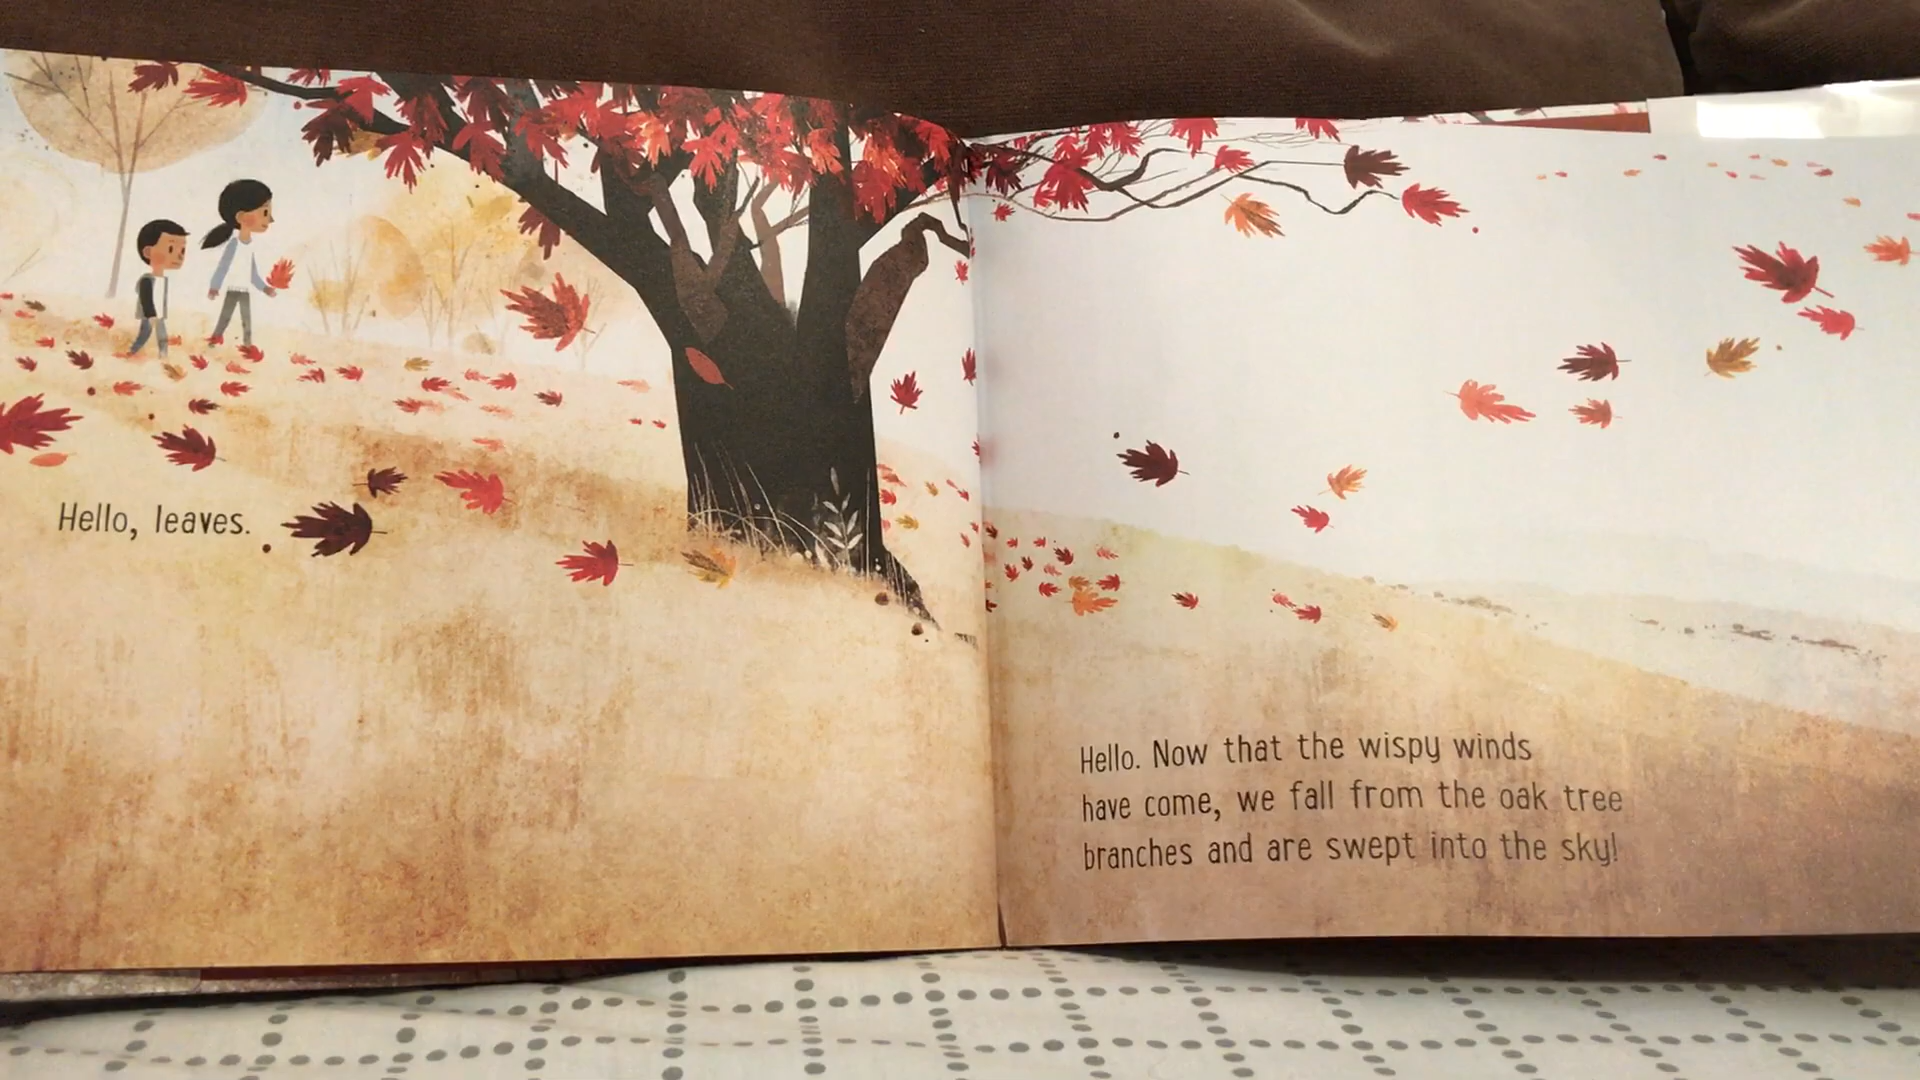 Hello, leaves.
Hello. Now that the wispy winds
have come, we fall from the oak tree
branches and are swept into the sky!